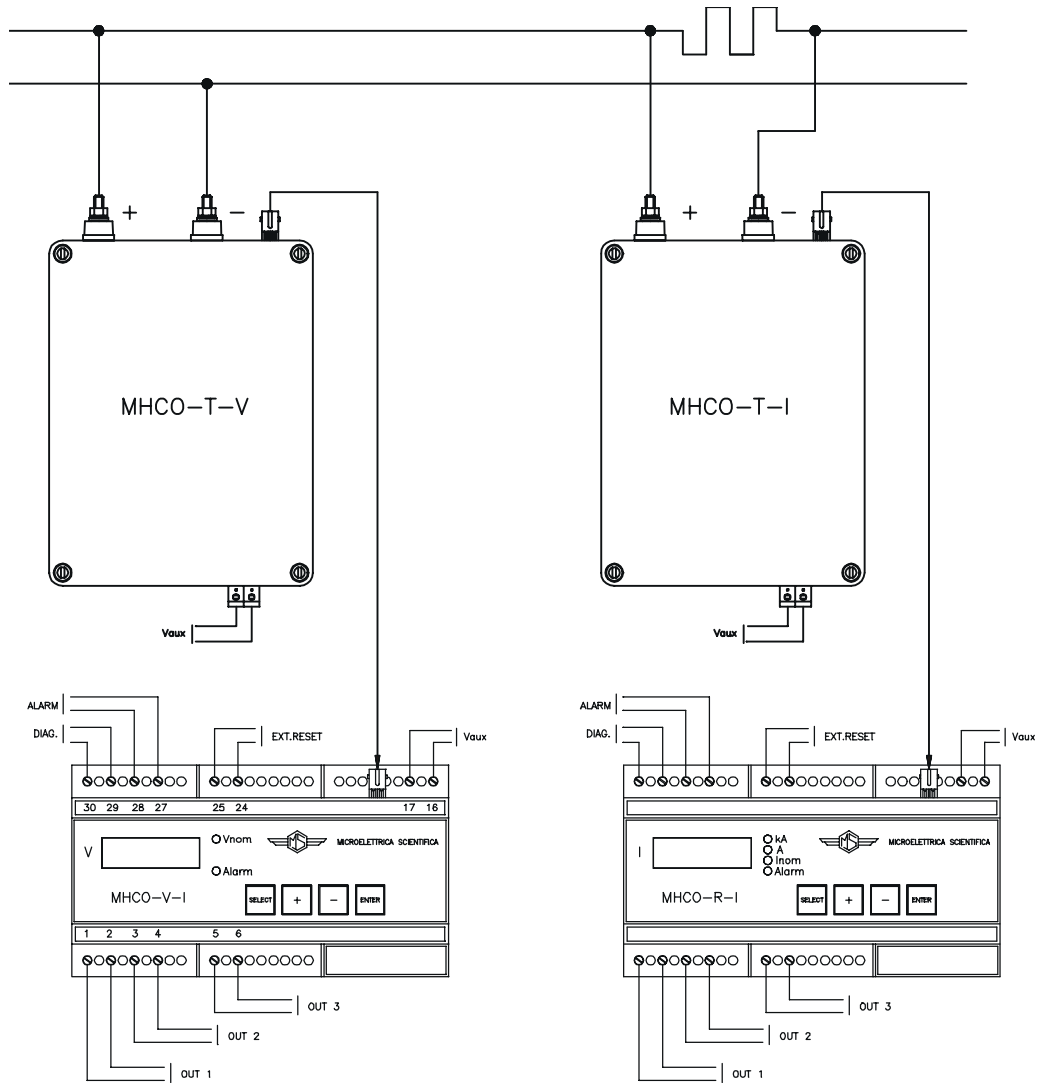 + − + −
MHCO−T−V MHCO−T−I
Vaux Vaux
ALARM ALARM
DIAG. EXT.RESET Vaux DIAG. EXT.RESET Vaux
30 29 28 27 25 24 17 16
V Vnom MS MICROELETTRICA SCIENTIFICA I kA MS MICROELETTRICA SCIENTIFICA
A
Inom
Alarm Alarm
MHCO−V−I SELECT + − ENTER MHCO−R−I SELECT + − ENTER
1 2 3 4 5 6
OUT 3 OUT 3
OUT 2 OUT 2
OUT 1 OUT 1